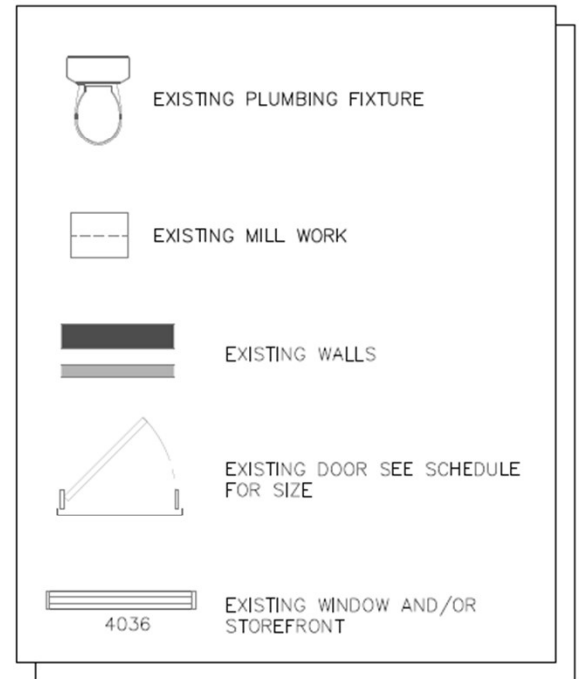 EXISTING PLUMBING FIXTURE
EXISTING MILL WORK
EXISTING WALLS
EXISTING DOOR SEE SCHEDULE
FOR SIZE
4036
EXISTING WINDOW AND/OR
STOREFRONT